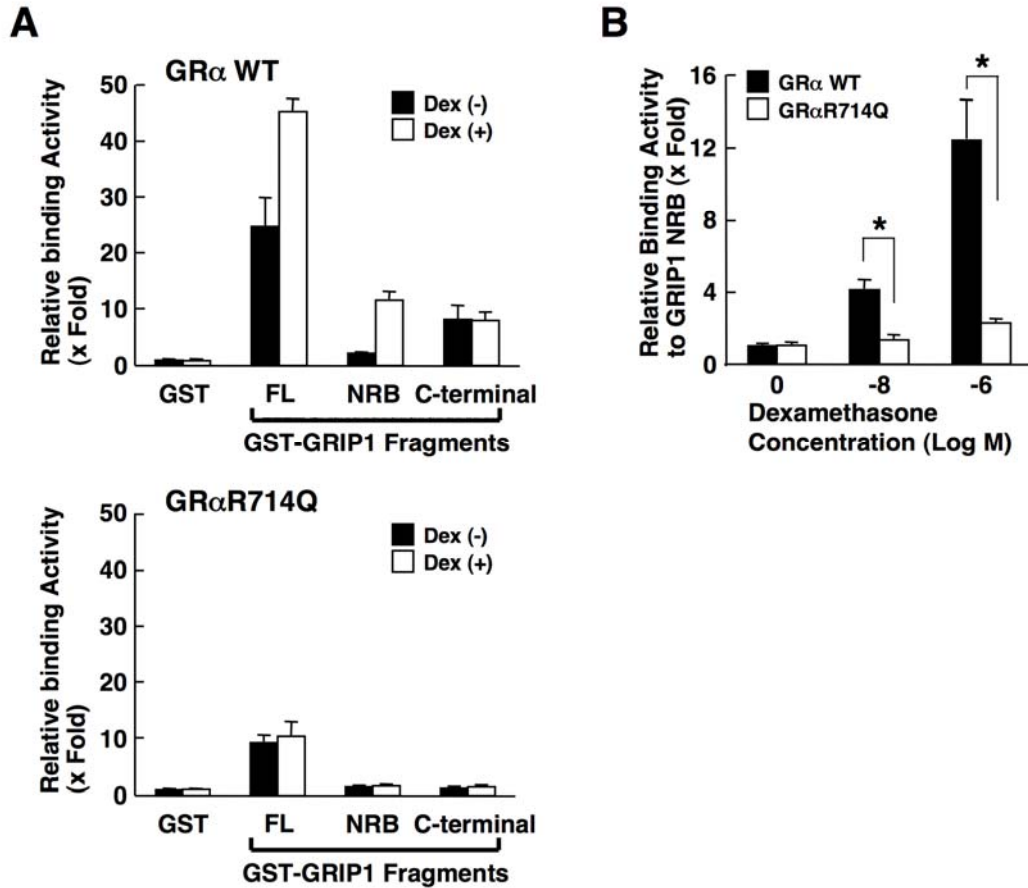 A
GRα WT
Relative binding Activity
(x Fold)
50
40
30
20
10
0
Dex (-)
Dex (+)
GST
FL
NRB
C-terminal
GST-GRIP1 Fragments
B
Relative Binding Activity
to GRIP1 NRB (x Fold)
16
12
8
4
0
GRα WT
GRαR714Q
*
*
0
-8
-6
Dexamethasone
Concentration (Log M)
GRαR714Q
Relative binding Activity
(x Fold)
50
40
30
20
10
0
Dex (-)
Dex (+)
GST
FL
NRB
C-terminal
GST-GRIP1 Fragments